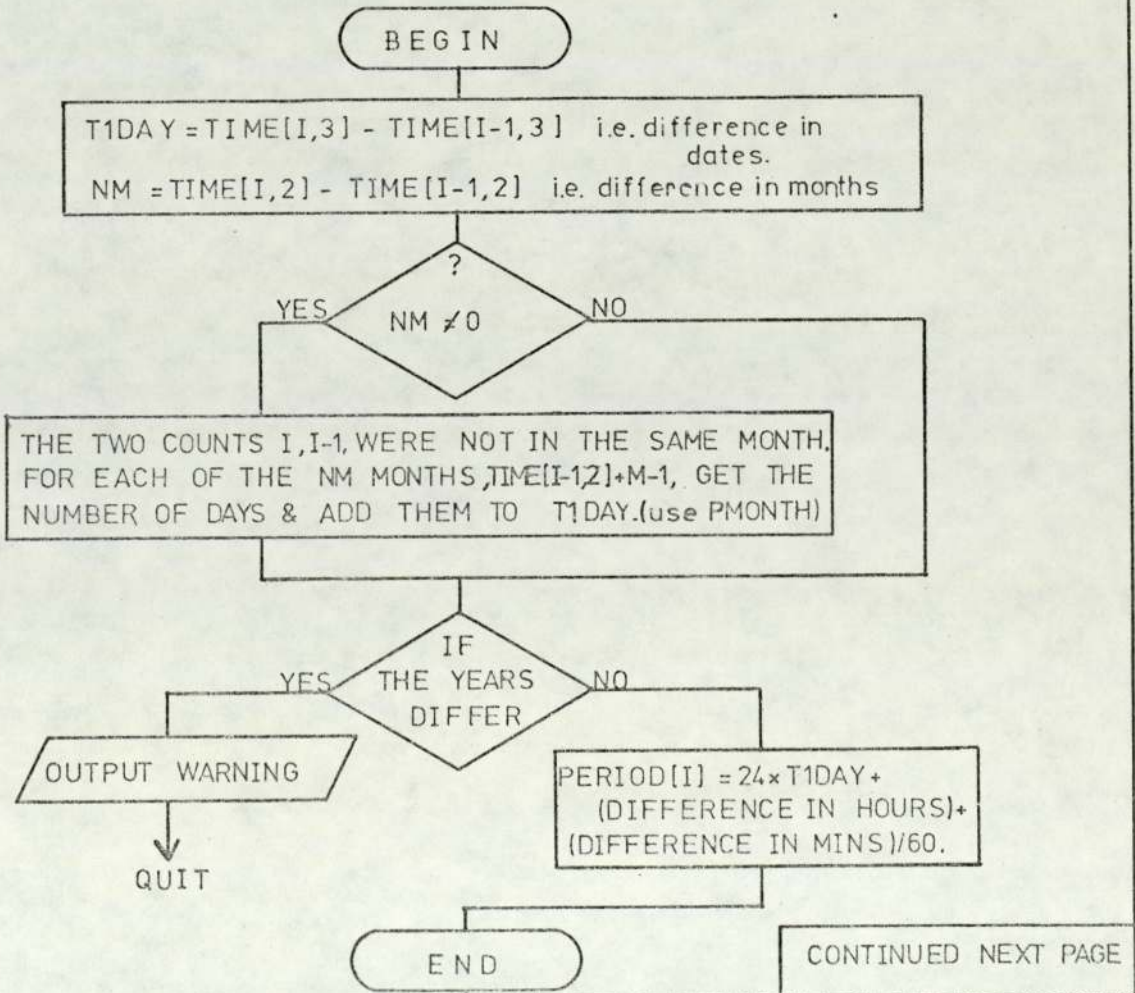 BEGIN
T1DAY = TIME[I,3] - TIME[I-1,3] i.e. difference in
dates.
NM = TIME[I,2] - TIME[I-1,2] i.e. difference in months
?
YES
NM ≠ 0
NO
THE TWO COUNTS I,I-1, WERE NOT IN THE SAME MONTH.
FOR EACH OF THE NM MONTHS,TIME[I-1,2]+M-1, GET THE
NUMBER OF DAYS & ADD THEM TO T1DAY.(use PMONTH)
IF
YES
THE YEARS
NO
DIFFER
OUTPUT WARNING
PERIOD[I] = 24× T1DAY+
(DIFFERENCE IN HOURS)+
(DIFFERENCE IN MINS)/60.
QUIT
END
CONTINUED NEXT PAGE